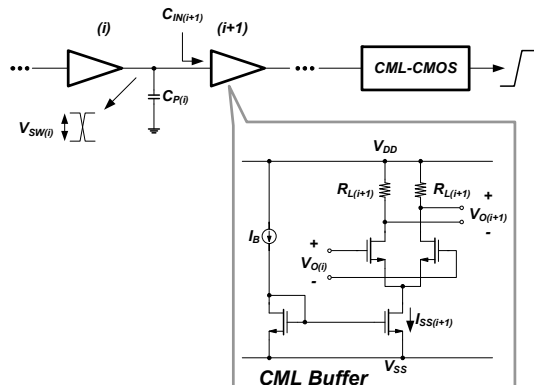 (i)
C_IN(i+1)
(i+1)
CML-CMOS
C_P(i)
V_SW(i)
V_DD
R_L(i+1)
R_L(i+1)
+
V_O(i+1)
-
I_B
+
V_O(i)
-
I_SS(i+1)
V_SS
CML Buffer